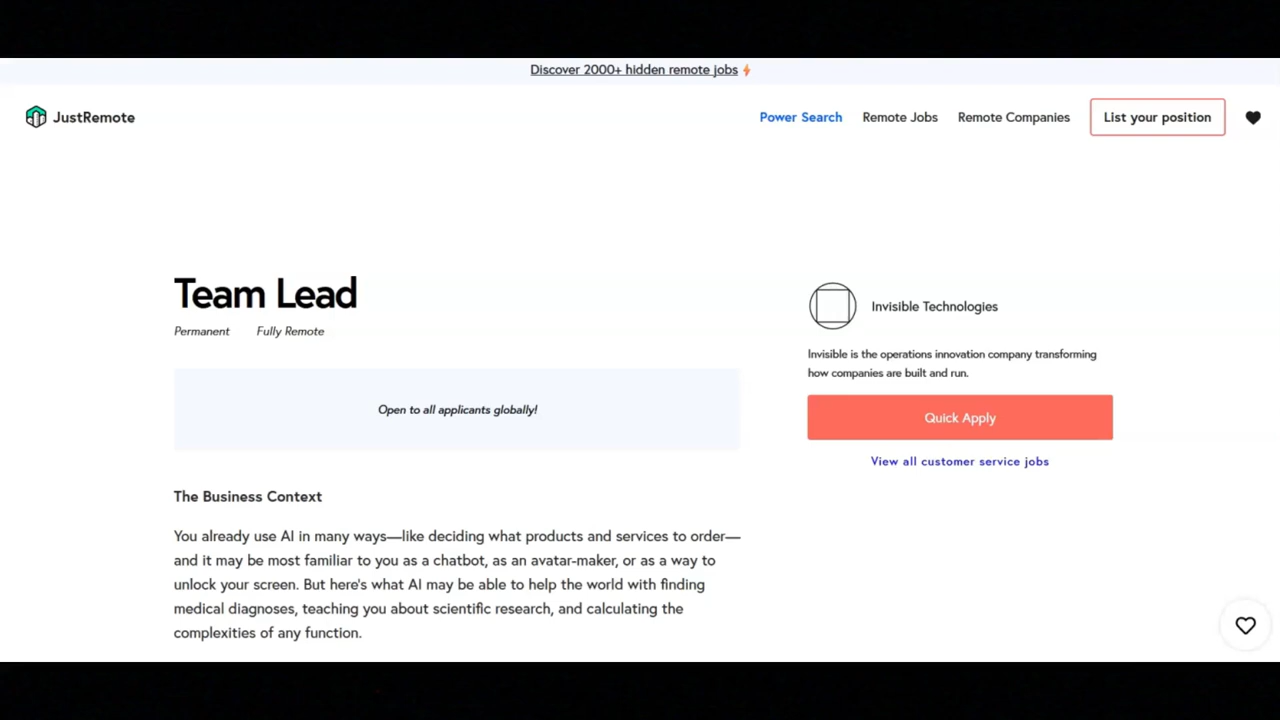 Discover 2000+ hidden remote jobs
JustRemote
Power Search
Remote Jobs
Remote Companies
List your position
Team Lead
Permanent
Fully Remote
Open to all applicants globally!
Invisible Technologies
Invisible is the operations innovation company transforming
how companies are built and run.
Quick Apply
View all customer service jobs
The Business Context
You already use AI in many ways—like deciding what products and services to order—
and it may be most familiar to you as a chatbot, as an avatar-maker, or as a way to
unlock your screen. But here's what AI may be able to help the world with finding
medical diagnoses, teaching you about scientific research, and calculating the
complexities of any function.